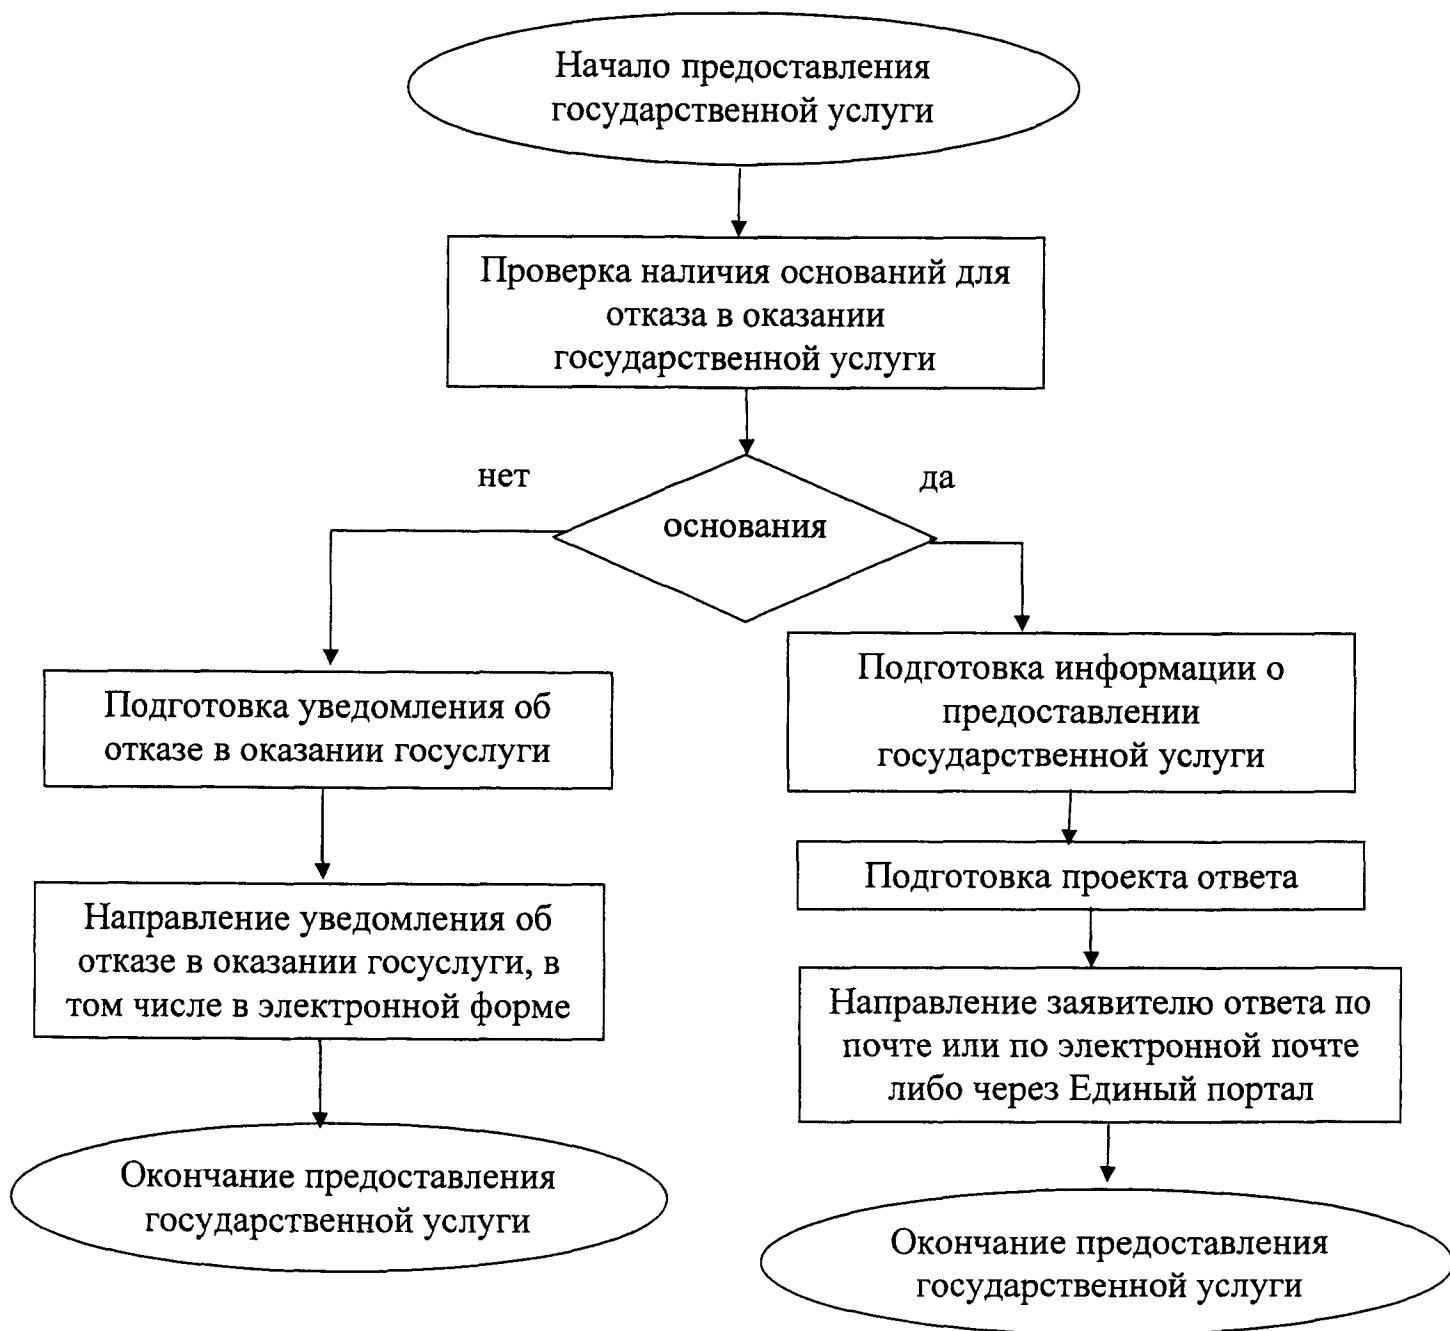 Начало предоставления
государственной услуги
Проверка наличия оснований для
отказа в оказании
государственной услуги
нет
да
основания
Подготовка уведомления об
отказе в оказании госуслуги
Подготовка информации о
предоставлении
государственной услуги
Подготовка проекта ответа
Направление уведомления об
отказе в оказании госуслуги, в
том числе в электронной форме
Направление заявителю ответа по
почте или по электронной почте
либо через Единый портал
Окончание предоставления
государственной услуги
Окончание предоставления
государственной услуги